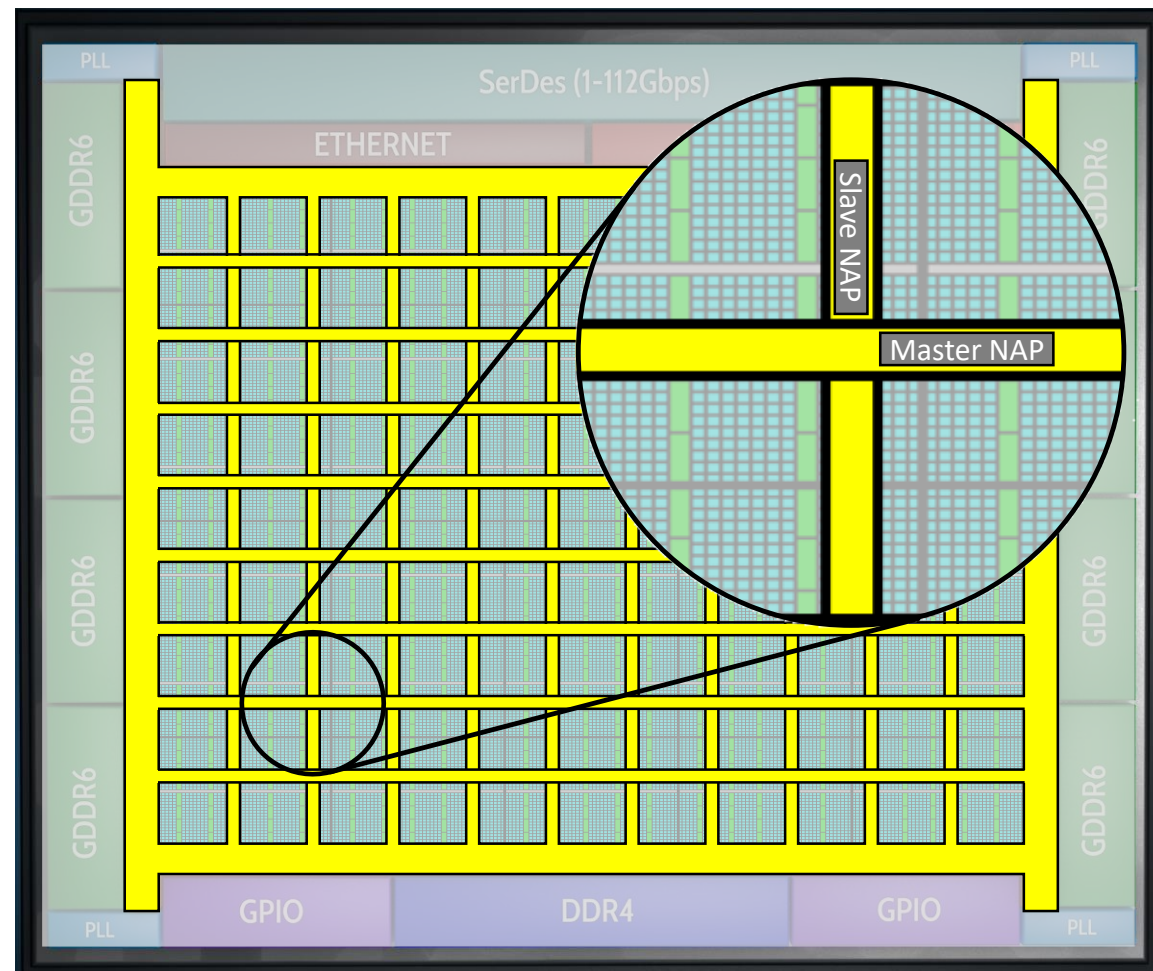 PLL
PLL
SerDes (1-112Gbps)
ETHERNET
GDDR6
GDDR6
GDDR6
GDDR6
Slave NAP
Master NAP
GDDR6
GDDR6
GDDR6
GPIO
DDR4
GPIO
PLL
PLL